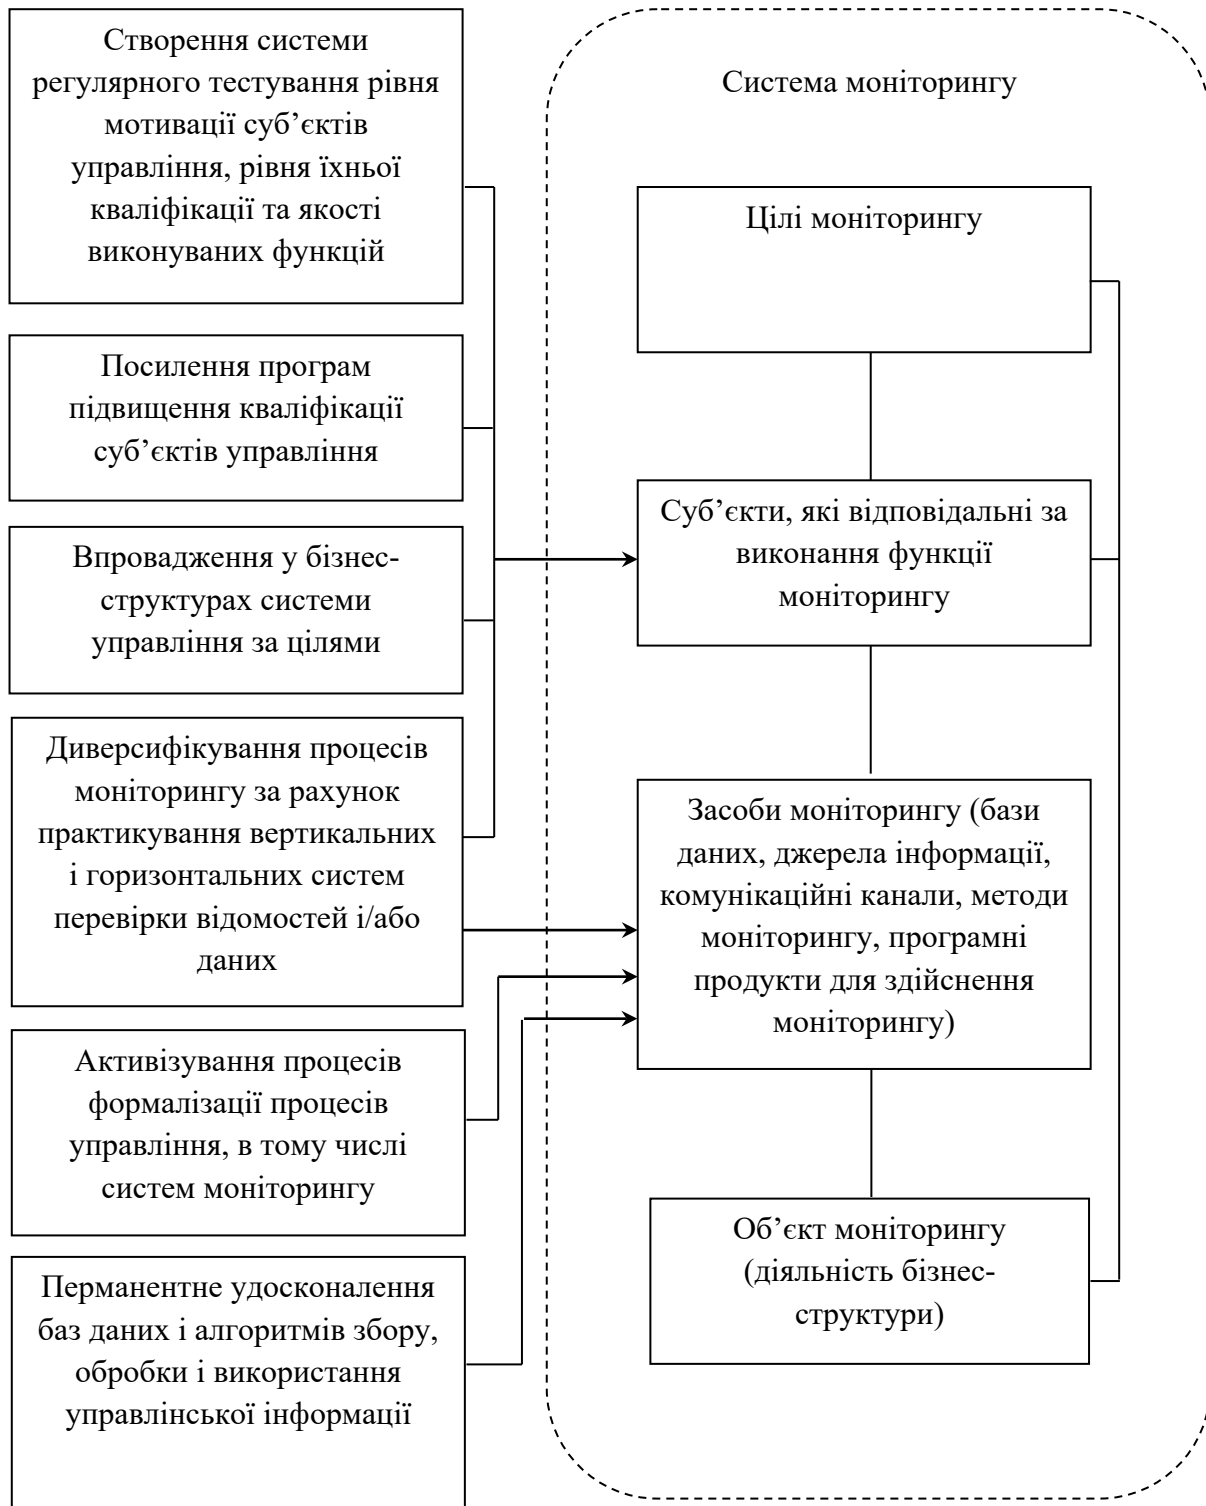 Створення системи
регулярного тестування рівня
мотивації суб’єктів
управління, рівня їхньої
кваліфікації та якості
виконуваних функцій
Посилення програм
підвищення кваліфікації
суб’єктів управління
Впровадження у бізнес-
структурах системи
управління за цілями
Диверсифікування процесів
моніторингу за рахунок
практикування вертикальних
і горизонтальних систем
перевірки відомостей і/або
даних
Активізування процесів
формалізації процесів
управління, в тому числі
систем моніторингу
Перманентне удосконалення
баз даних і алгоритмів збору,
обробки і використання
управлінської інформації
Система моніторингу
Цілі моніторингу
Суб’єкти, які відповідальні за
виконання функції
моніторингу
Засоби моніторингу (бази
даних, джерела інформації,
комунікаційні канали, методи
моніторингу, програмні
продукти для здійснення
моніторингу)
Об’єкт моніторингу
(діяльність бізнес-
структури)